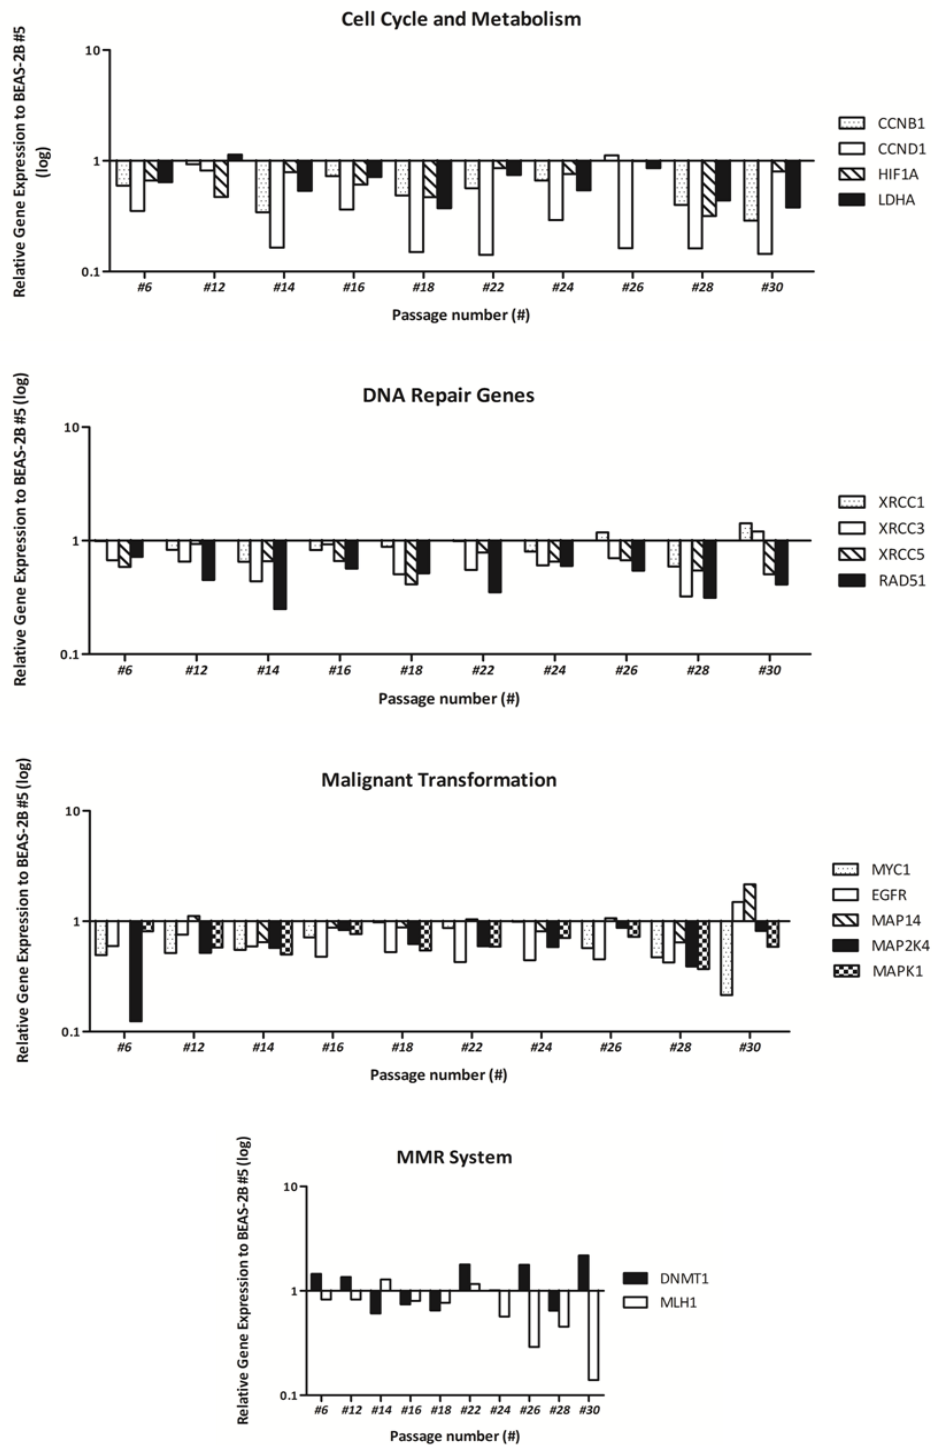 Cell Cycle and Metabolism
Relative Gene Expression to BEAS-2B #5
(log)
10
1
0.1
#6 #12 #14 #16 #18 #22 #24 #26 #28 #30
Passage number (#)
CCNB1
CCND1
HIF1A
LDHA
DNA Repair Genes
Relative Gene Expression to BEAS-2B #5 (log)
10
1
0.1
#6 #12 #14 #16 #18 #22 #24 #26 #28 #30
Passage number (#)
XRCC1
XRCC3
XRCC5
RAD51
Malignant Transformation
Relative Gene Expression to BEAS-2B #5 (log)
10
1
0.1
#6 #12 #14 #16 #18 #22 #24 #26 #28 #30
Passage number (#)
MYC1
EGFR
MAP14
MAP2K4
MAPK1
MMR System
Relative Gene Expression to BEAS-2B #5 (log)
10
1
0.1
#6 #12 #14 #16 #18 #22 #24 #26 #28 #30
Passage number (#)
DNMT1
MLH1